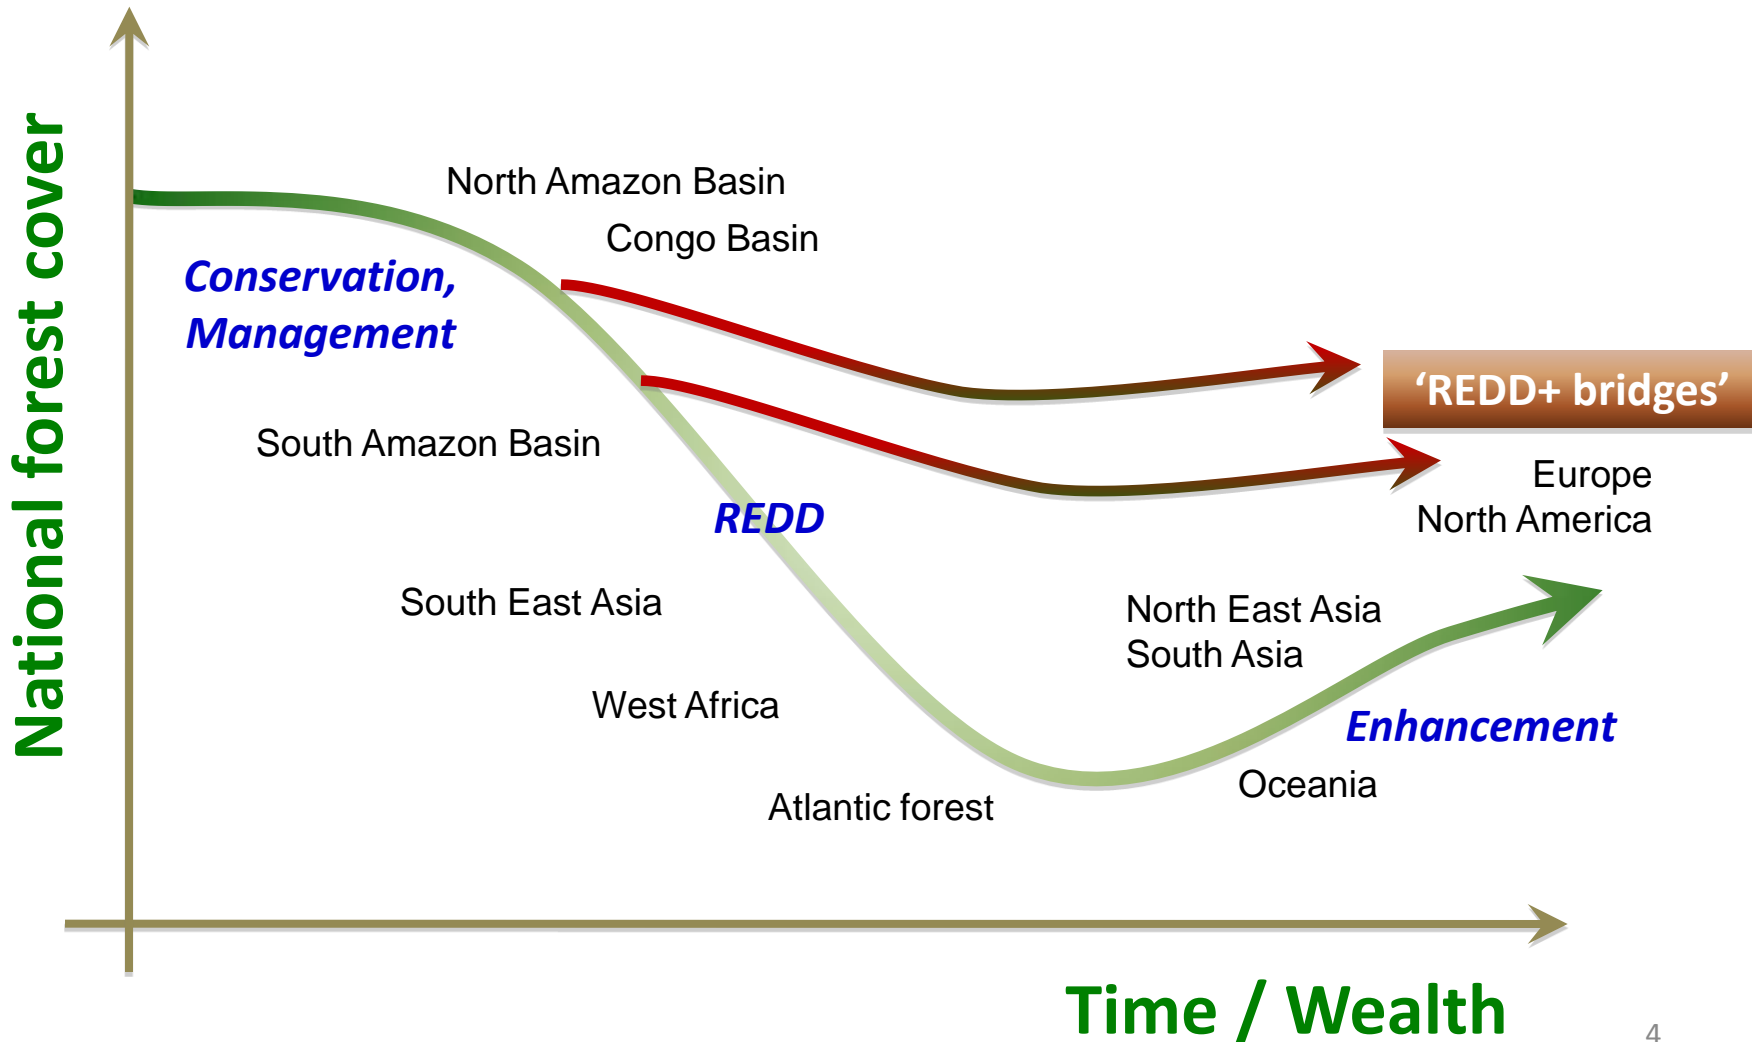 National forest cover
North Amazon Basin
Congo Basin
Conservation,
Management
‘REDD+ bridges’
South Amazon Basin
Europe
North America
REDD
South East Asia
North East Asia
South Asia
West Africa
Enhancement
Oceania
Atlantic forest
Time / Wealth
4